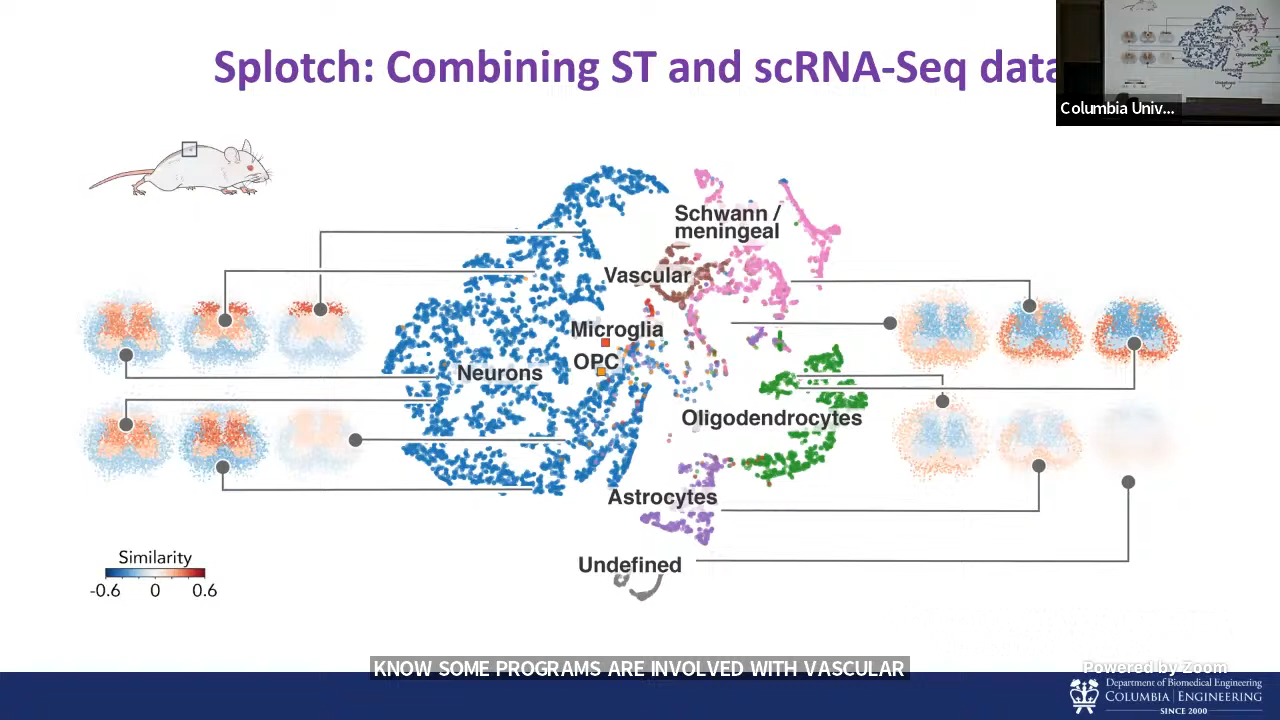 Splotch: Combining ST and scRNA-Seq data
Columbia Univ...
Schwann /
meningeal
Vascular
Microglia
OPC
Neurons
Oligodendrocytes
Astrocytes
Undefined
Similarity
-0.6 0 0.6
KNOW SOME PROGRAMS ARE INVOLVED WITH VASCULAR
Powered by Zoom
Department of Biomedical Engineering
COLUMBIA | ENGINEERING
SINCE 2000